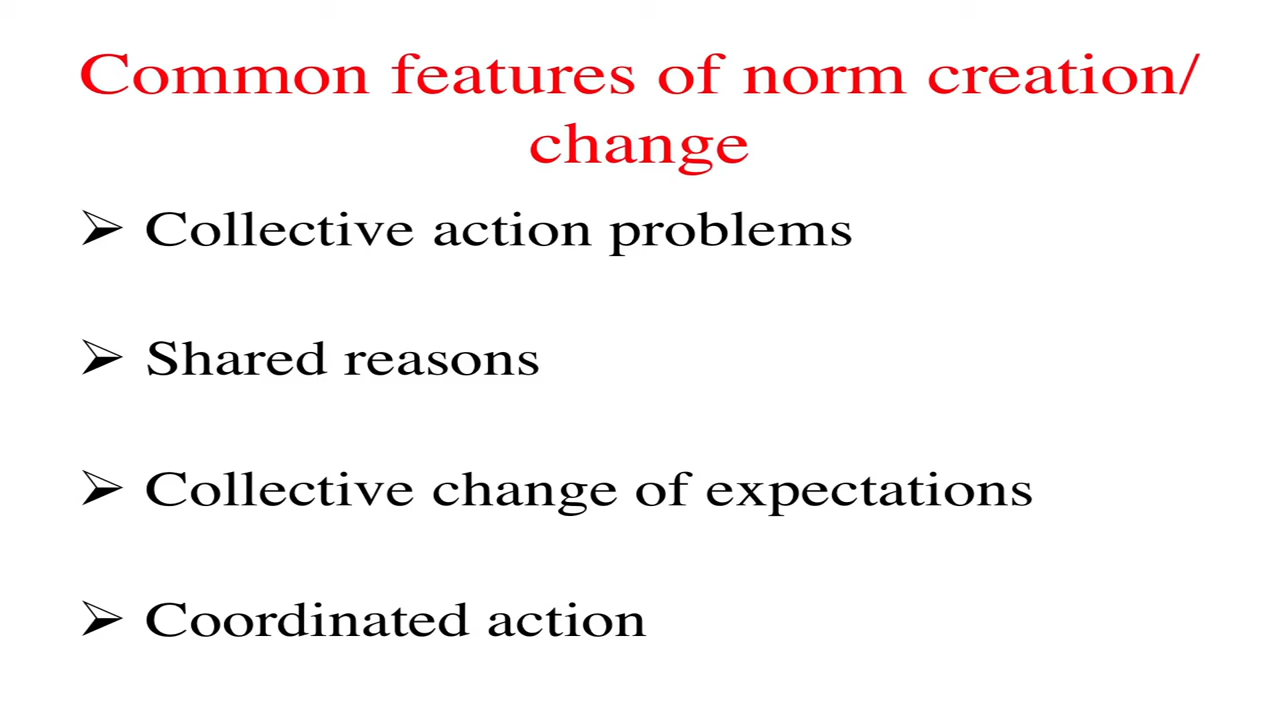 Common features of norm creation/
change
➢ Collective action problems
➢ Shared reasons
➢ Collective change of expectations
➢ Coordinated action